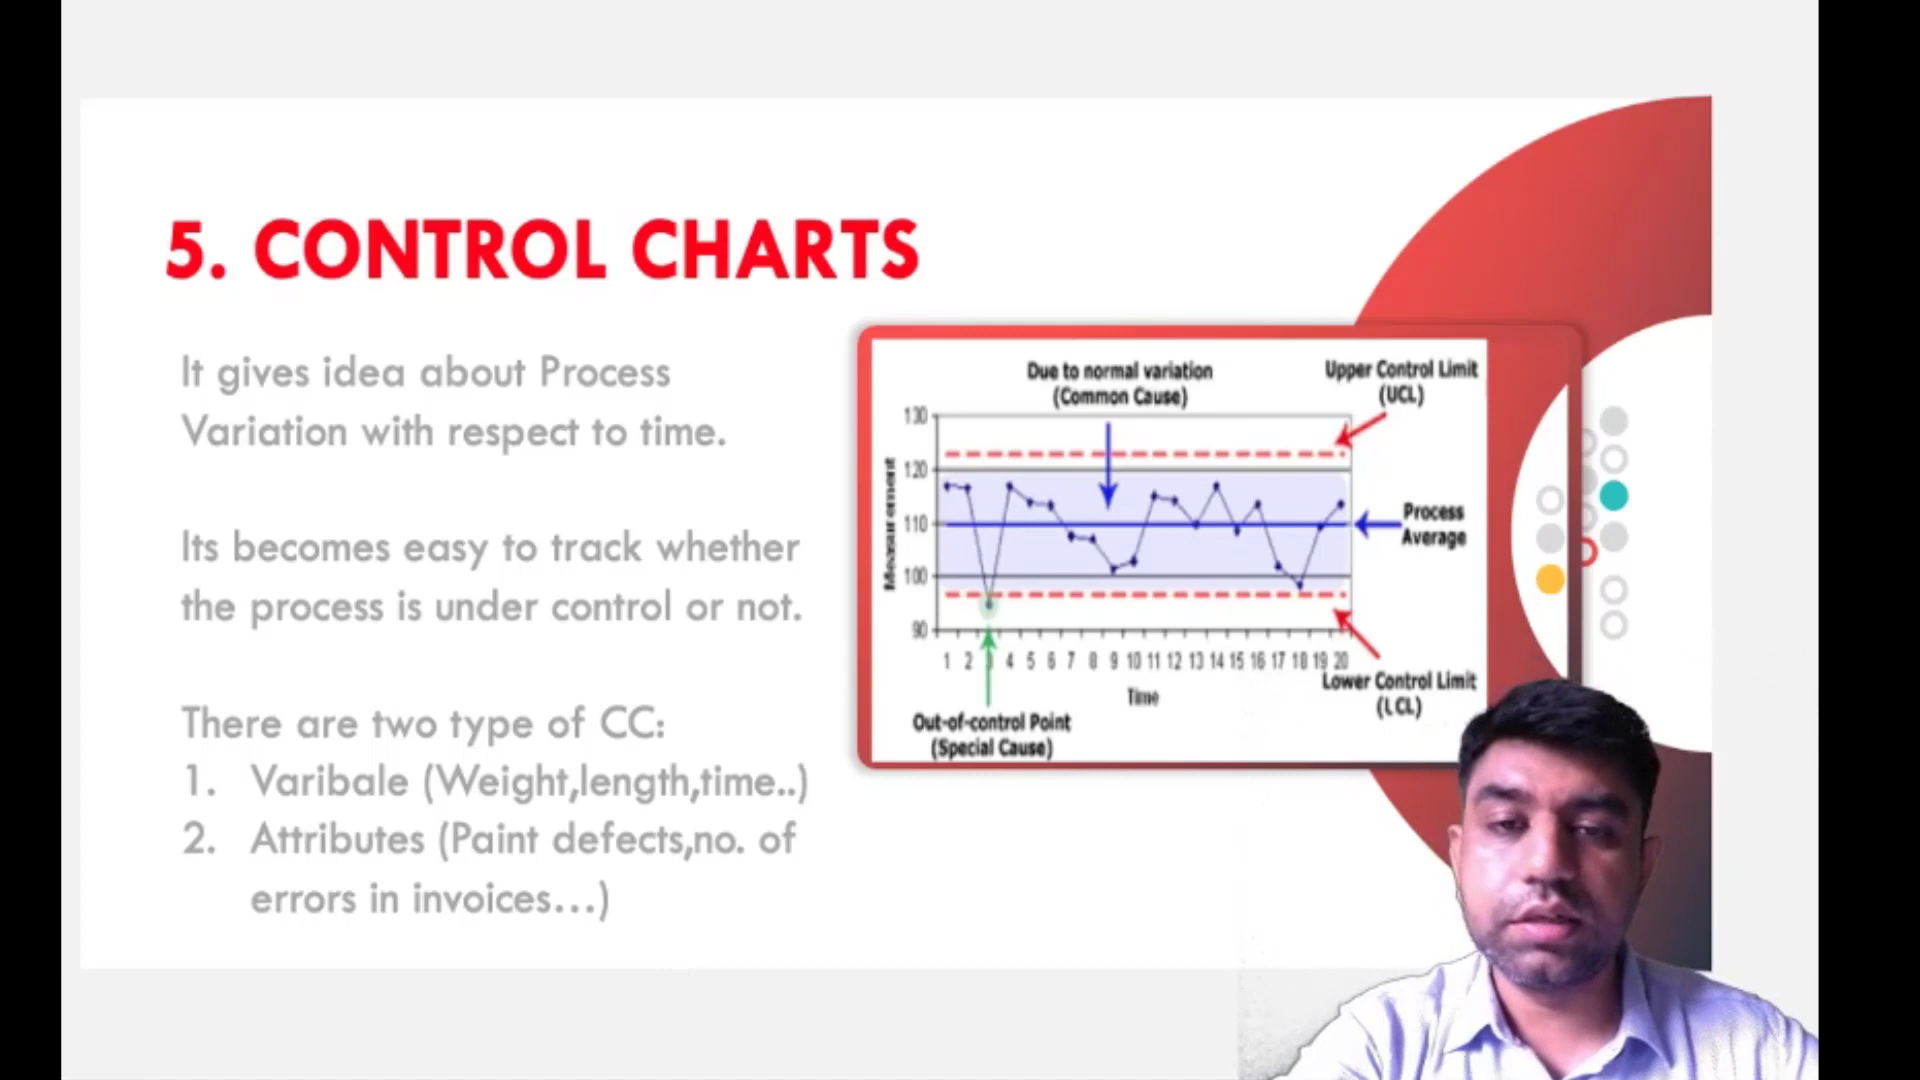 5. CONTROL CHARTS
It gives idea about Process
Variation with respect to time.
Its becomes easy to track whether
the process is under control or not.
There are two type of CC:
1. Varibale (Weight,length,time..)
2. Attributes (Paint defects,no. of
errors in invoices...)
Due to normal variation
(Common Cause)
Upper Control Limit
(UCL)
130
120
110
100
90
Measurement
Process
Average
1 2 3 4 5 6 7 8 9 10 11 12 13 14 15 16 17 18 19 20
Time
Lower Control Limit
(LCL)
Out-of-control Point
(Special Cause)